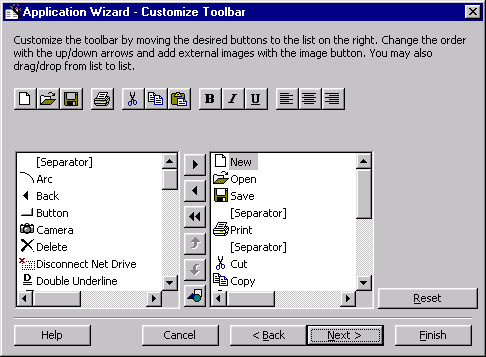 Application Wizard - Customize Toolbar
Customize the toolbar by moving the desired buttons to the list on the right. Change the order
with the up/down arrows and add external images with the image button. You may also
drag/drop from list to list.
B I U
[Separator]
Arc
Back
Button
Camera
Delete
Disconnect Net Drive
Double Underline
New
Open
Save
[Separator]
Print
[Separator]
Cut
Copy
Reset
Help
Cancel
< Back
Next >
Finish